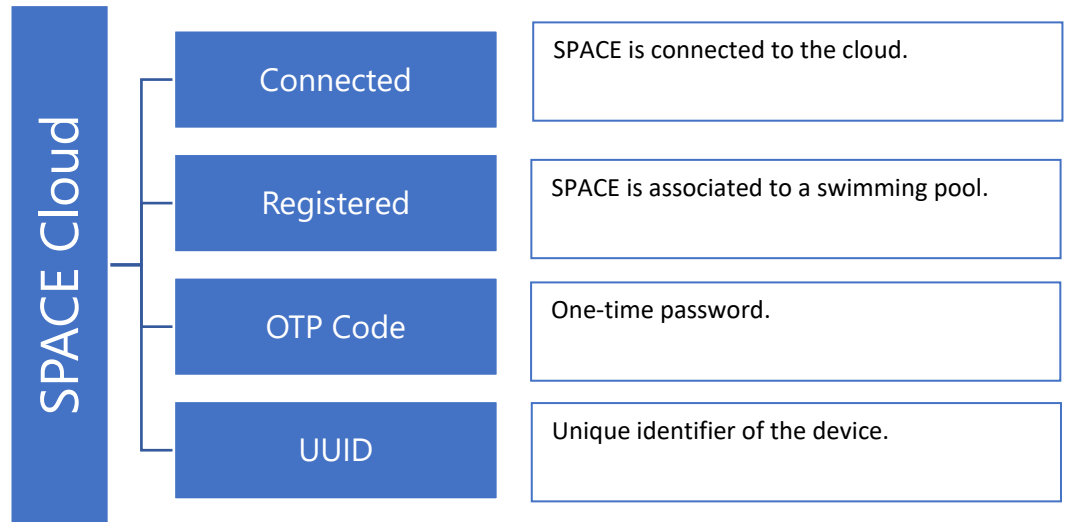 SPACE Cloud
Connected
SPACE is connected to the cloud.
Registered
SPACE is associated to a swimming pool.
OTP Code
One-time password.
UUID
Unique identifier of the device.